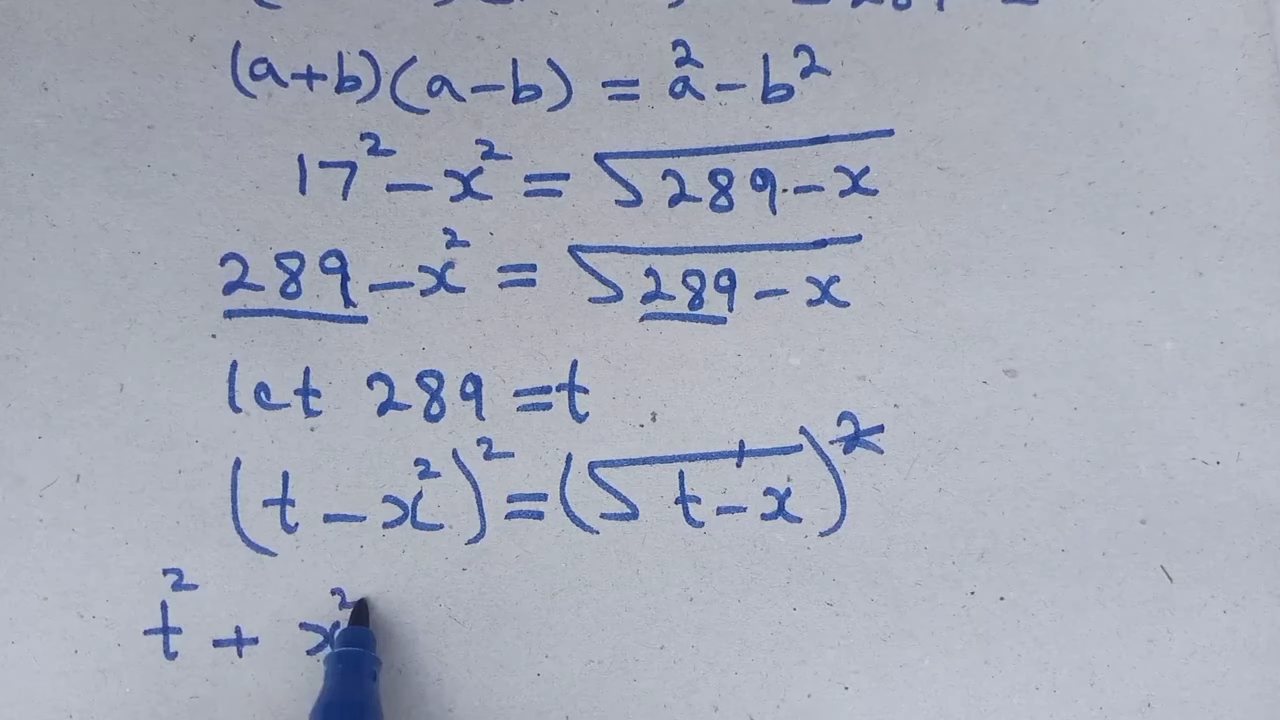 (a+b)(a-b) = a²-b²
17²-x² = √289-x
289-x² = √289-x
let 289=t
(t-x²)²=(√t-x)²
t² + x²